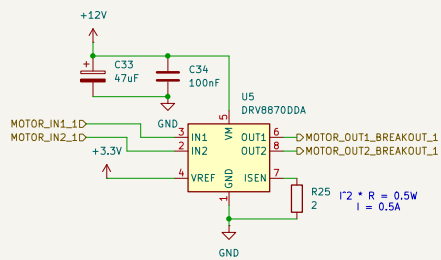 +12V
C33
47uF
C34
100nF
GND
U5
DRV8870DDA
MOTOR_IN1_1
MOTOR_IN2_1
+3.3V
3 IN1
2 IN2
4 VREF
5 VM
GND 1
OUT1 6
OUT2 8
ISEN 7
MOTOR_OUT1_BREAKOUT_1
MOTOR_OUT2_BREAKOUT_1
R25
2
I^2 * R = 0.5W
I = 0.5A
GND